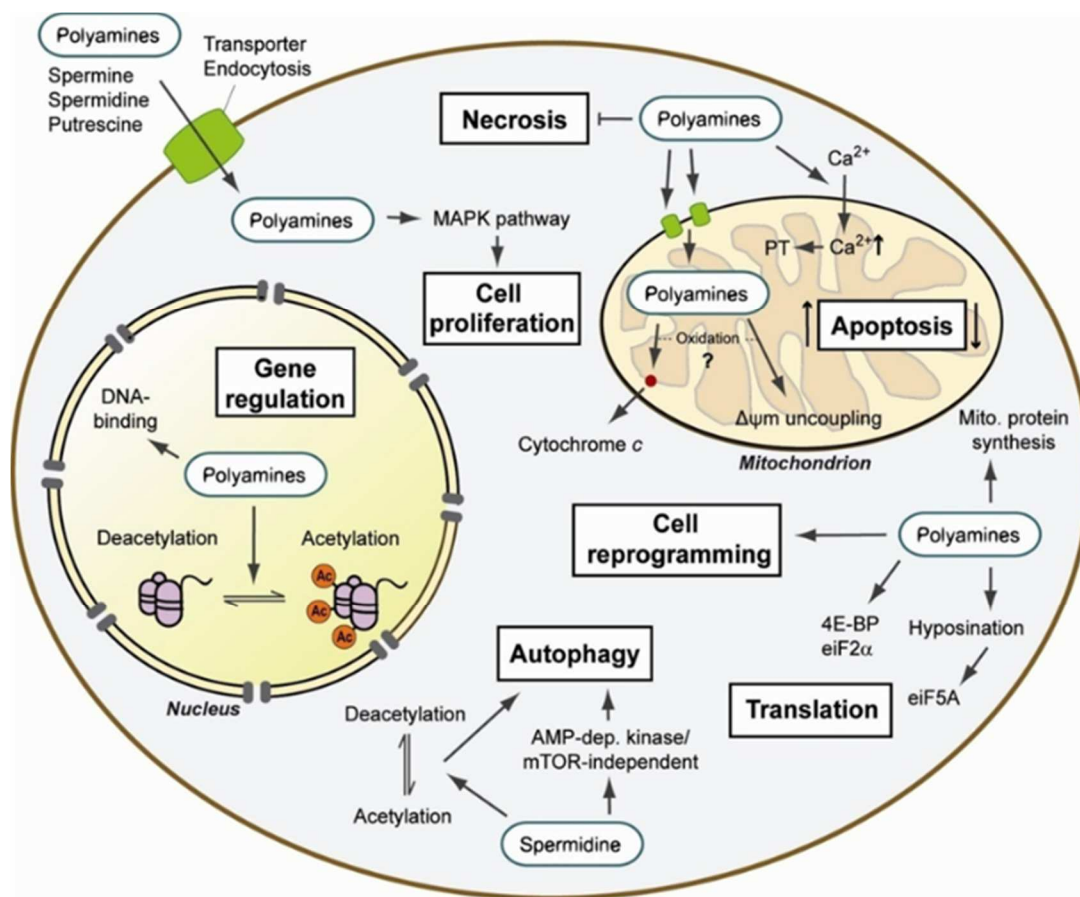 Polyamines
Spermine
Spermidine
Putrescine
Transporter
Endocytosis
Necrosis
Polyamines
Ca2+
Polyamines
MAPK pathway
PT
Ca2+
Cell
proliferation
Polyamines
Apoptosis
Oxidation
?
Δψm uncoupling
Cytochrome c
Mitochondrion
Mito. protein
synthesis
Gene
regulation
DNA-
binding
Polyamines
Deacetylation
Acetylation
Ac
Ac
Ac
Nucleus
Cell
reprogramming
Polyamines
4E-BP
eiF2α
Hyposination
eiF5A
Translation
Autophagy
Deacetylation
Acetylation
AMP-dep. kinase/
mTOR-independent
Spermidine